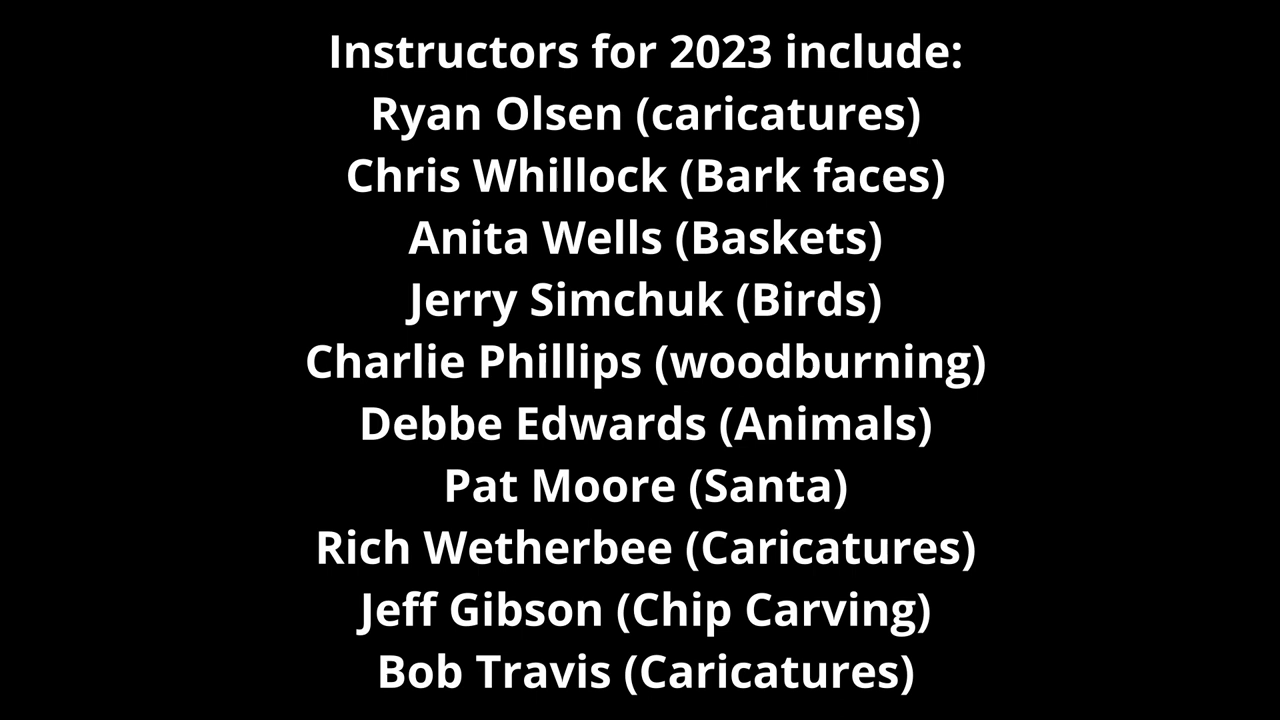 Instructors for 2023 include:
Ryan Olsen (caricatures)
Chris Whillock (Bark faces)
Anita Wells (Baskets)
Jerry Simchuk (Birds)
Charlie Phillips (woodburning)
Debbe Edwards (Animals)
Pat Moore (Santa)
Rich Wetherbee (Caricatures)
Jeff Gibson (Chip Carving)
Bob Travis (Caricatures)